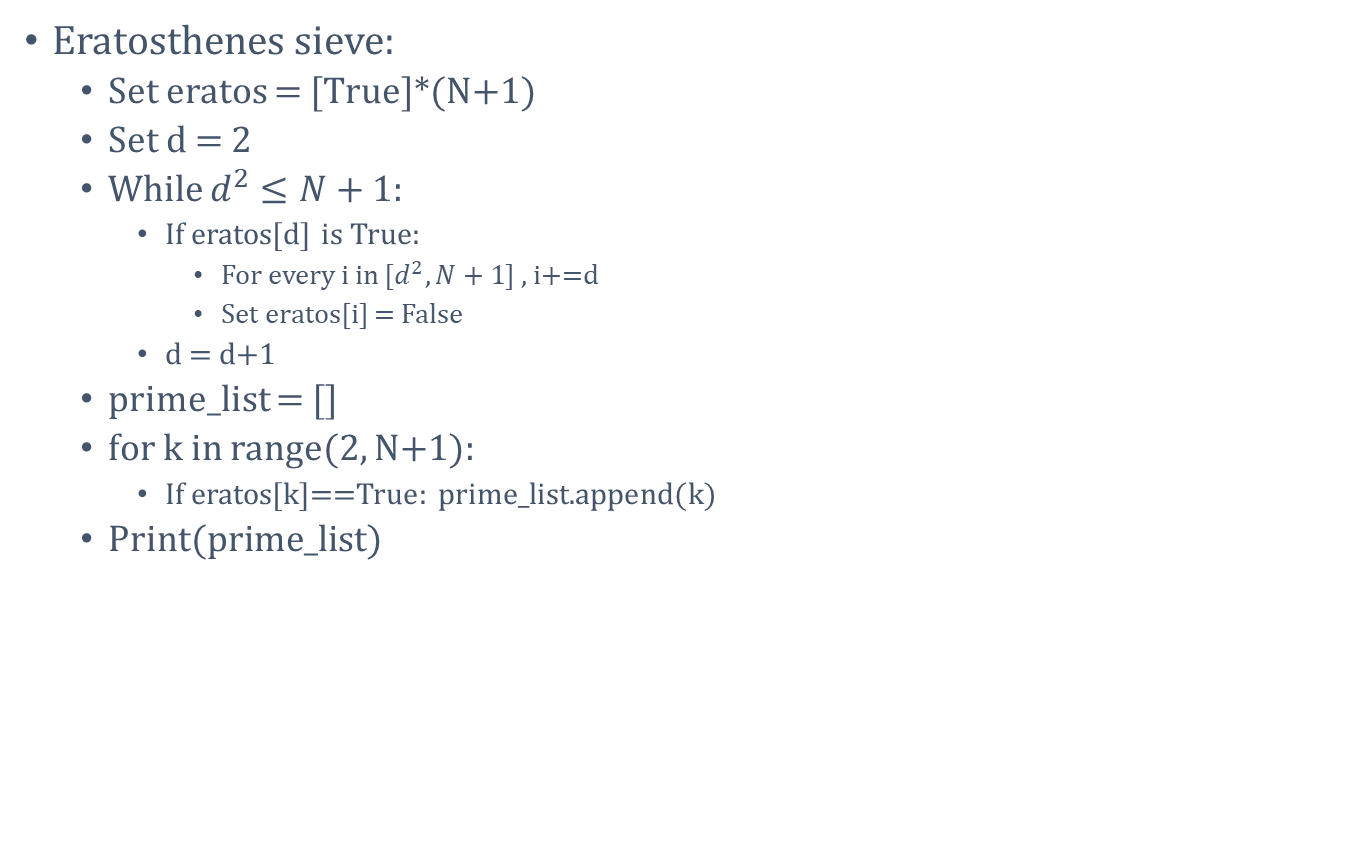 • Eratosthenes sieve:
• Set eratos = [True]*(N+1)
• Set d = 2
• While d² ≤ N + 1:
• If eratos[d] is True:
• For every i in [d², N + 1] , i+=d
• Set eratos[i] = False
• d = d+1
• prime_list = []
• for k in range(2, N+1):
• If eratos[k]==True: prime_list.append(k)
• Print(prime_list)